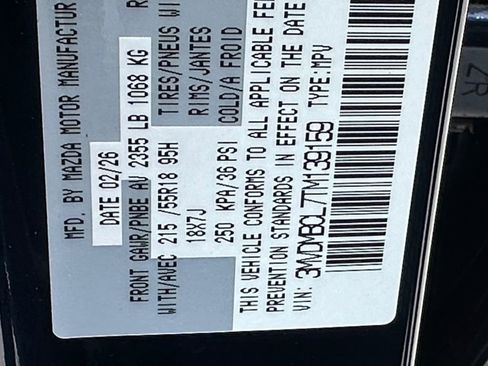 MFD. BY MAZDA MOTOR MANUFACTUR
DATE 02/26
FRONT GAWR/PNBE AV 2355 LB 1068 KG
WITH/AVEC 215 /55R18 95H TIRES/PNEUS WI
18X7J RIMS/JANTES
250 KPA/36 PSI COLD/A FROID
THIS VEHICLE CONFORMS TO ALL APPLICABLE FE
PREVENTION STANDARDS IN EFFECT ON THE DATE
VIN: 3MVDMBCL7TM139159 TYPE:MPV
2R